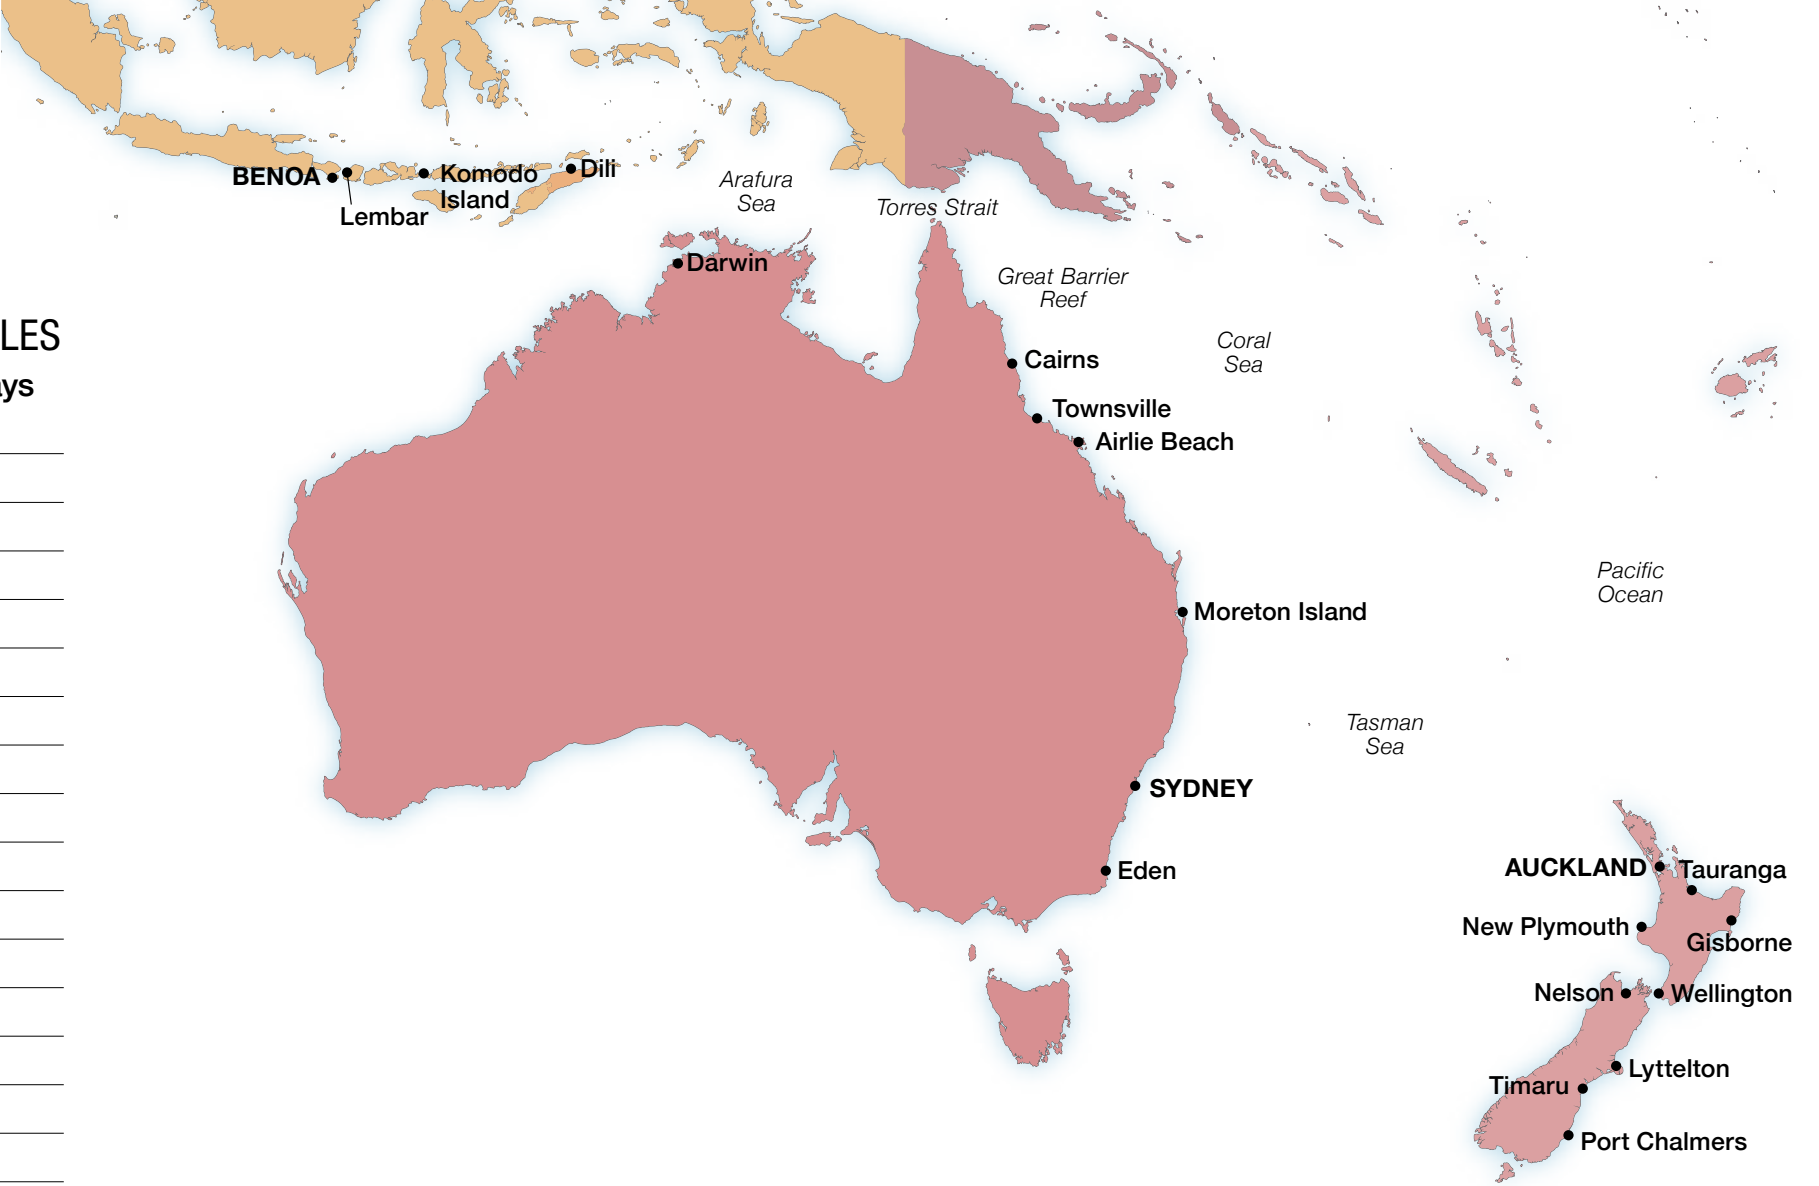 BENOA
Lembar
Komodo
Island
Dili
Arafura
Sea
Torres Strait
Darwin
Great Barrier
Reef
LES
ays
Coral
Sea
Cairns
Townsville
Airlie Beach
Pacific
Ocean
Moreton Island
Tasman
Sea
SYDNEY
Eden
AUCKLAND
Tauranga
New Plymouth
Gisborne
Nelson
Wellington
Lyttelton
Timaru
Port Chalmers